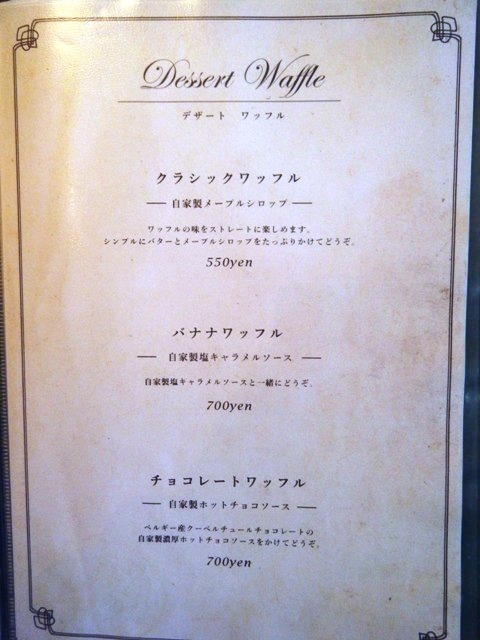 Dessert Waffle
デザート ワッフル
クラシックワッフル
自家製メープルシロップ
ワッフルの味をストレートに楽しめます。
シンプルにバターとメープルシロップをたっぷりかけてどうぞ。
550yen
バナナワッフル
自家製塩キャラメルソース
自家製塩キャラメルソースと一緒にどうぞ。
700yen
チョコレートワッフル
自家製ホットチョコソース
ベルギー産クーベルチュールチョコレートの
自家製濃厚ホットチョコソースをかけてどうぞ。
700yen